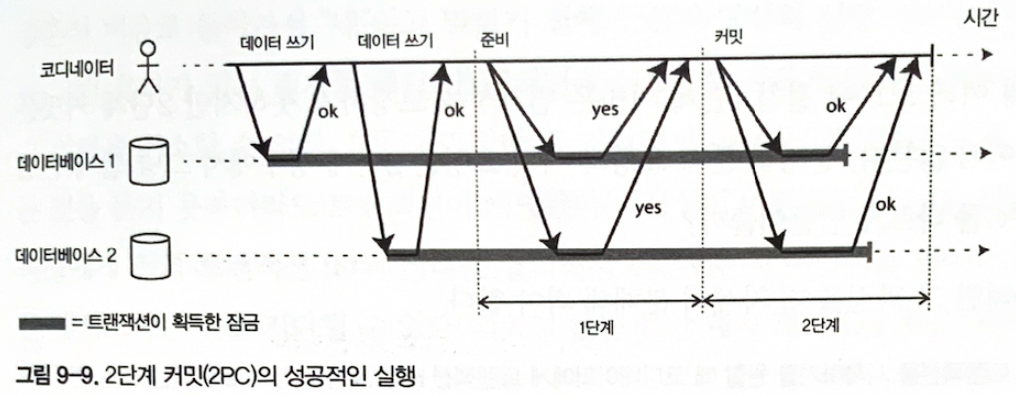 시간
데이터 쓰기 데이터 쓰기 준비 커밋
코디네이터
ok ok yes ok
데이터베이스 1
yes ok
데이터베이스 2
= 트랜잭션이 획득한 잠금 1단계 2단계
그림 9-9. 2단계 커밋(2PC)의 성공적인 실행